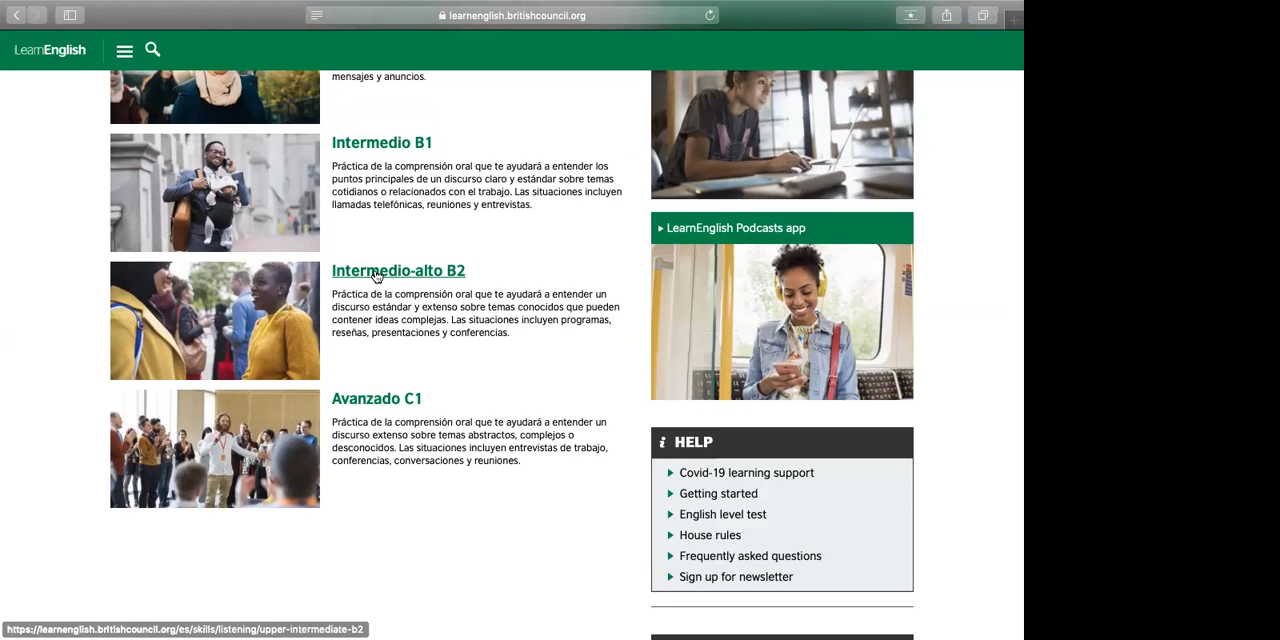 learnenglish.britishcouncil.org
LearnEnglish
mensajes y anuncios.
Intermedio B1
Práctica de la comprensión oral que te ayudará a entender los
puntos principales de un discurso claro y estándar sobre temas
cotidianos o relacionados con el trabajo. Las situaciones incluyen
llamadas telefónicas, reuniones y entrevistas.
Intermedio-alto B2
Práctica de la comprensión oral que te ayudará a entender un
discurso estándar y extenso sobre temas conocidos que pueden
contener ideas complejas. Las situaciones incluyen programas,
reseñas, presentaciones y conferencias.
Avanzado C1
Práctica de la comprensión oral que te ayudará a entender un
discurso extenso sobre temas abstractos, complejos o
desconocidos. Las situaciones incluyen entrevistas de trabajo,
conferencias, conversaciones y reuniones.
LearnEnglish Podcasts app
HELP
Covid-19 learning support
Getting started
English level test
House rules
Frequently asked questions
Sign up for newsletter
https://learnenglish.britishcouncil.org/es/skills/listening/upper-intermediate-b2